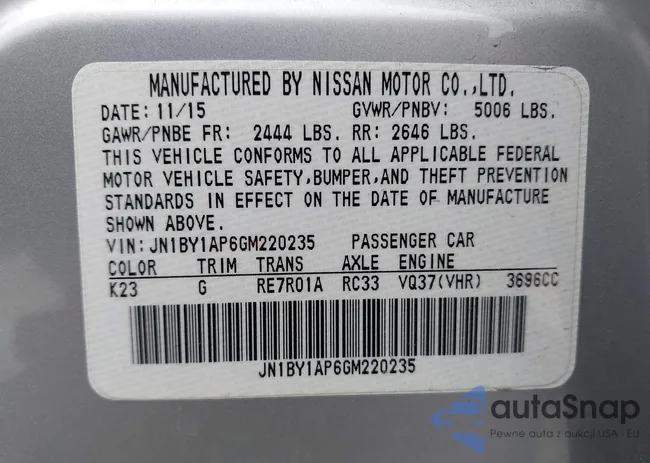 MANUFACTURED BY NISSAN MOTOR CO.,LTD.
DATE: 11/15 GVWR/PNBV: 5006 LBS.
GAWR/PNBE FR: 2444 LBS. RR: 2646 LBS.
THIS VEHICLE CONFORMS TO ALL APPLICABLE FEDERAL
MOTOR VEHICLE SAFETY,BUMPER,AND THEFT PREVENTION
STANDARDS IN EFFECT ON THE DATE OF MANUFACTURE
SHOWN ABOVE.
VIN: JN1BY1AP6GM220235 PASSENGER CAR
COLOR TRIM TRANS AXLE ENGINE
K23 G RE7R01A RC33 VQ37(VHR) 3696CC
JN1BY1AP6GM220235
autaSnap
Pewne auta z aukcji USA - EU